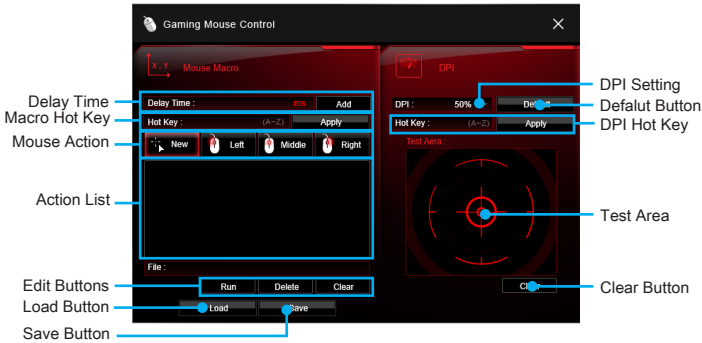 Gaming Mouse Control
X , Y Mouse Macro
DPI
DPI Setting
Delay Time
Delay Time : ms Add
DPI : 50%
Defalut Button
Macro Hot Key
Hot Key : (A~Z) Apply
Hot Key : (A~Z) Apply
DPI Hot Key
Mouse Action
New Left Middle Right
Test Aera
Action List
Test Area
File :
Edit Buttons
Run Delete Clear
Clear Button
Load Button
Load Save
Save Button